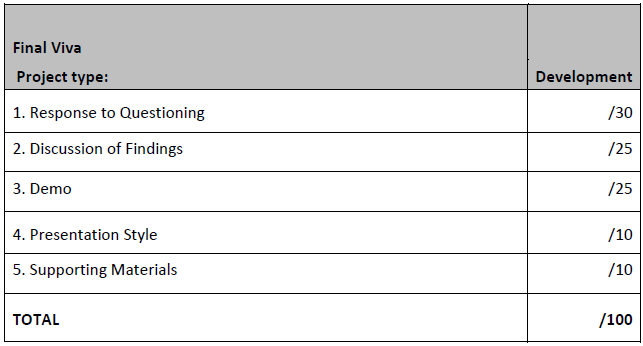 Final Viva
Project type: Development
1. Response to Questioning /30
2. Discussion of Findings /25
3. Demo /25
4. Presentation Style /10
5. Supporting Materials /10
TOTAL /100